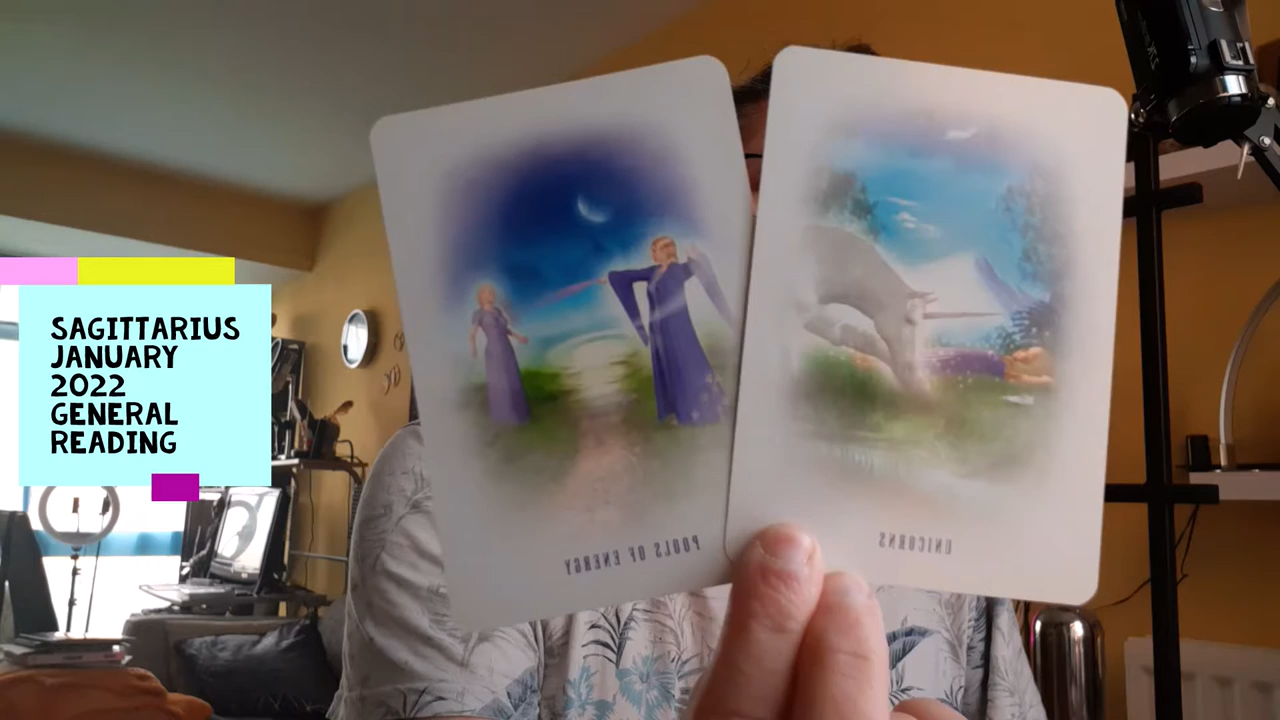 SAGITTARIUS
JANUARY
2022
GENERAL
READING
POOLS OF ENERGY
UNICORNS